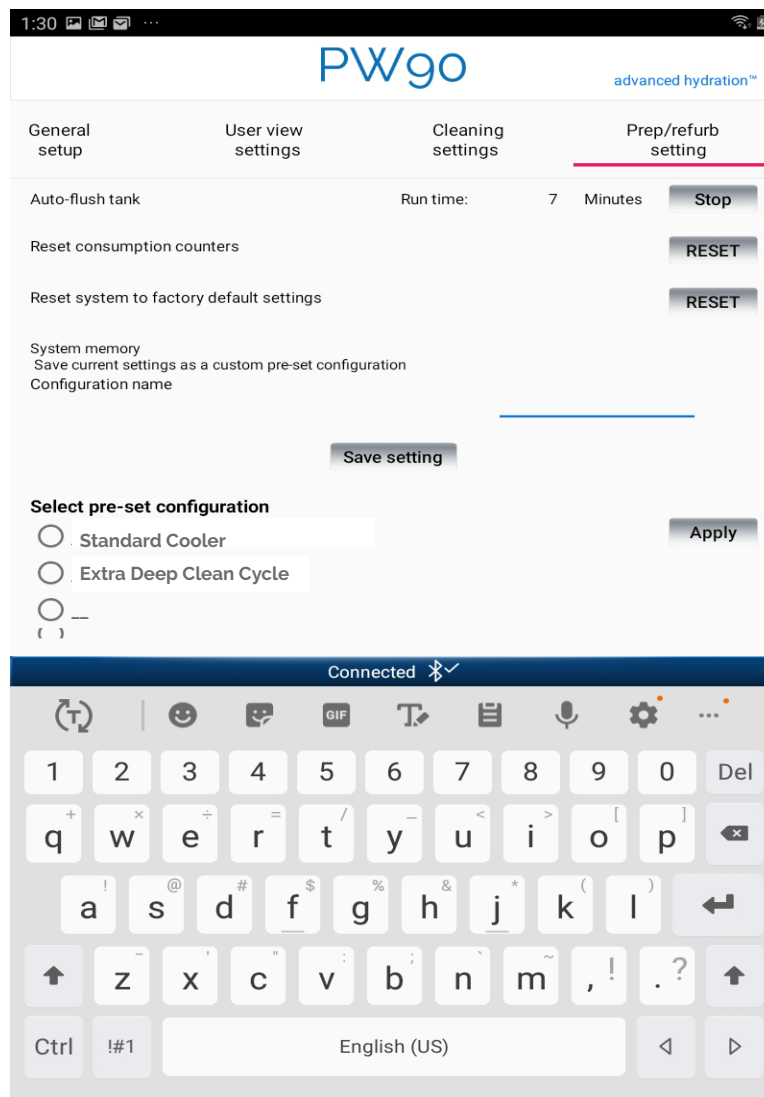 1:30
PW90
advanced hydration™
General setup
User view settings
Cleaning settings
Prep/refurb setting
Auto-flush tank Run time: 7 Minutes Stop
Reset consumption counters RESET
Reset system to factory default settings RESET
System memory
Save current settings as a custom pre-set configuration
Configuration name
Save setting
Select pre-set configuration
Standard Cooler Apply
Extra Deep Clean Cycle
__
Connected
T GIF T
1 2 3 4 5 6 7 8 9 0 Del
+ × ÷ = / _ < > [ ]
q w e r t y u i o p
! @ # $ % & * ( )
a s d f g h j k l
- ' " : ; ` ~ ! ?
z x c v b n m , .
Ctrl !#1 English (US)